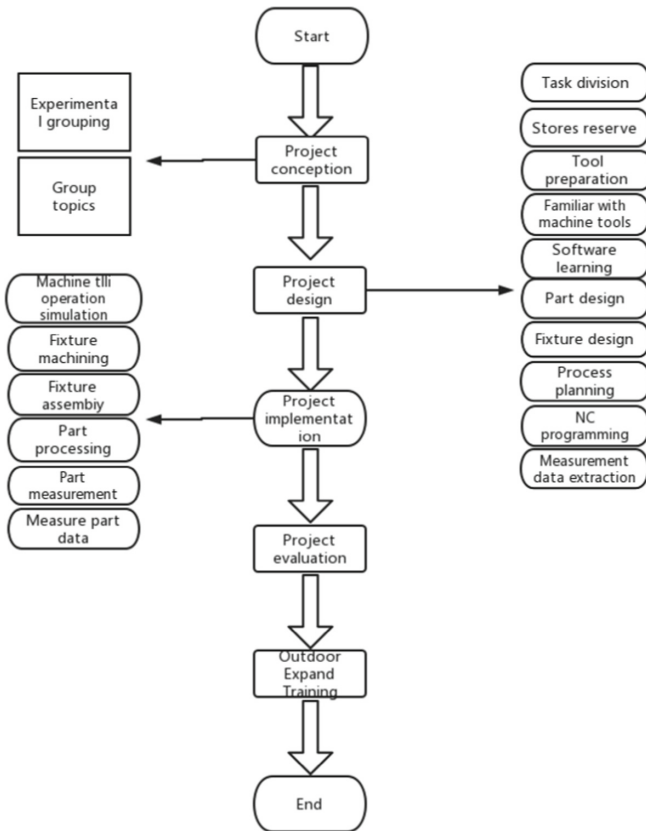 Start
Experimenta
l grouping
Group
topics
Project
conception
Task division
Stores reserve
Tool
preparation
Familiar with
machine tools
Software
learning
Part design
Fixture design
Process
planning
NC
programming
Measurement
data extraction
Project
design
Machine tlli
operation
simulation
Fixture
machining
Fixture
assembiy
Part
processing
Part
measurement
Measure part
data
Project
implementat
ion
Project
evaluation
Outdoor
Expand
Training
End